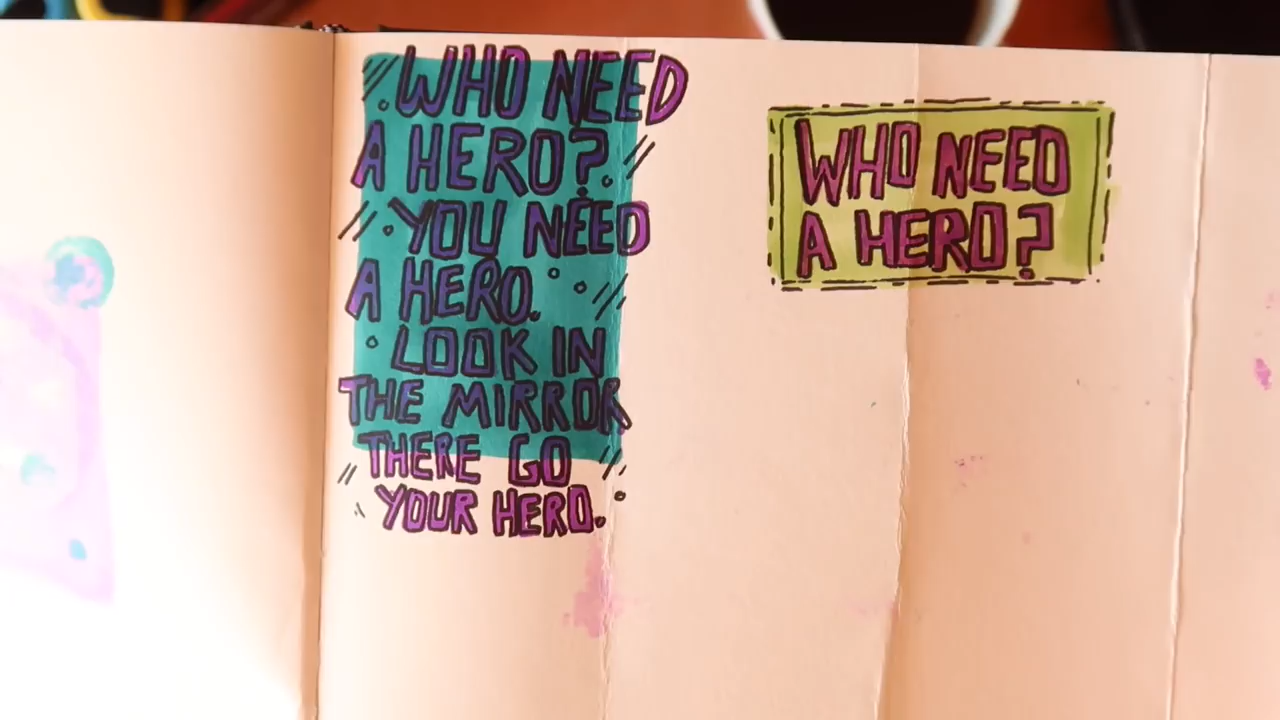 WHO NEED
A HERO?
YOU NEED
A HERO.
LOOK IN
THE MIRROR
THERE GO
YOUR HERO.
WHO NEED
A HERO?